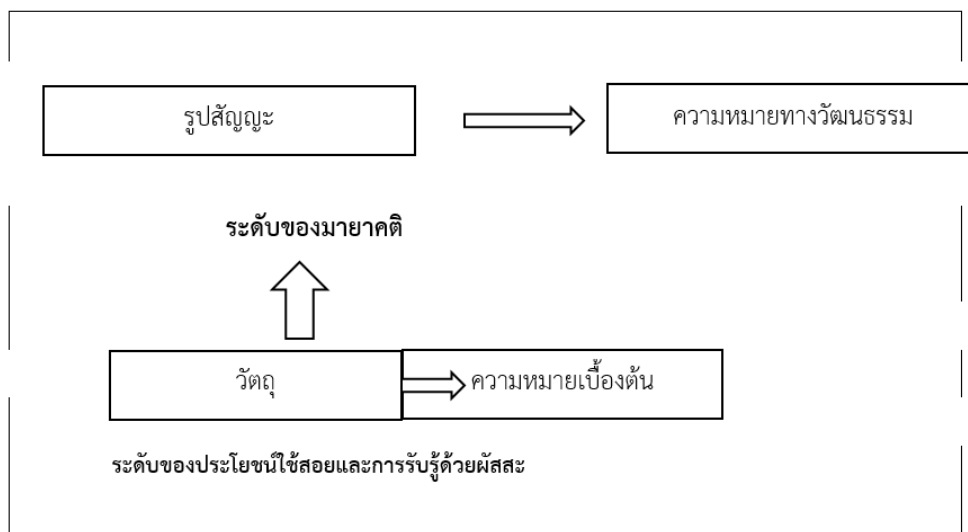 รูปสัญญะ
ความหมายทางวัฒนธรรม
ระดับของมายาคติ
วัตถุ
ความหมายเบื้องต้น
ระดับของประโยชน์ใช้สอยและการรับรู้ด้วยผัสสะ